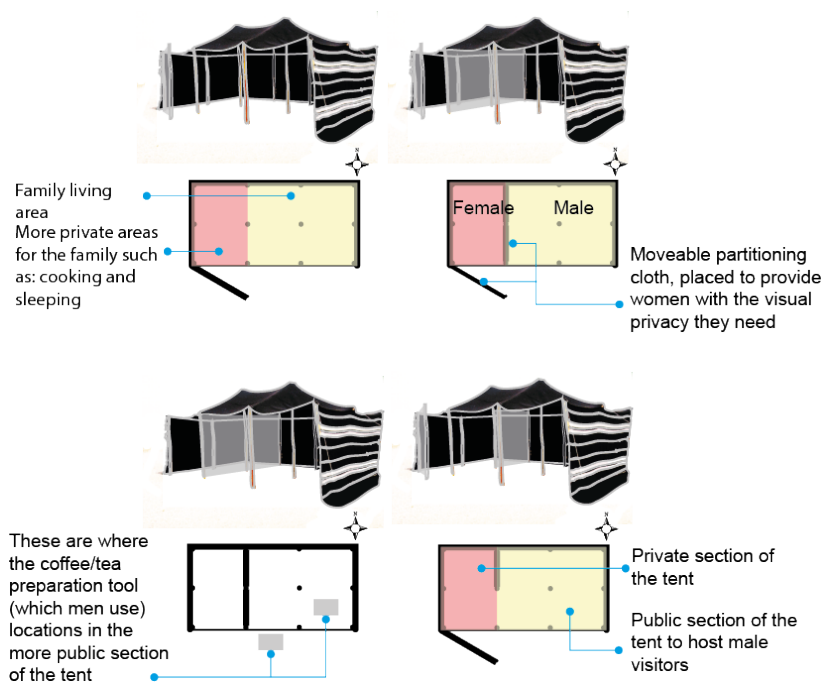 N
N
Family living
area
More private areas
for the family such
as: cooking and
sleeping
Female Male
Moveable partitioning
cloth, placed to provide
women with the visual
privacy they need
N
N
These are where
the coffee/tea
preparation tool
(which men use)
locations in the
more public section
of the tent
Private section of
the tent
Public section of the
tent to host male
visitors